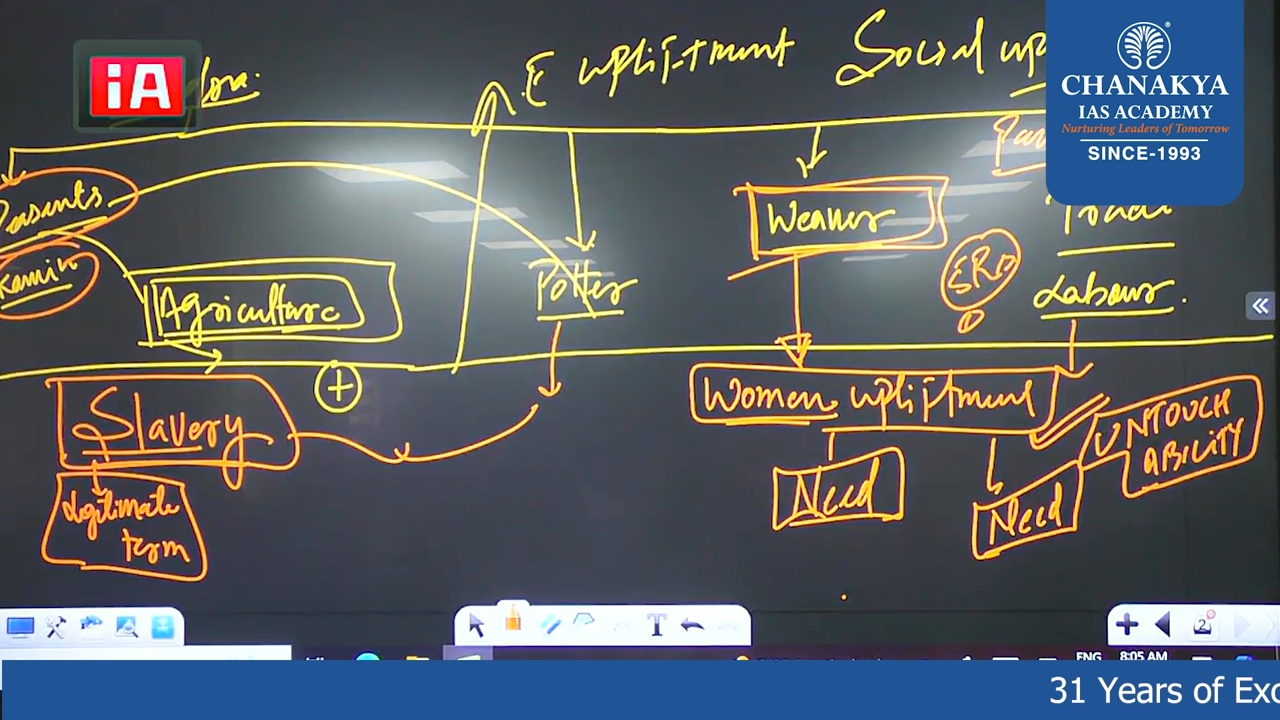 iA
E upliftment Social up
CHANAKYA
IAS ACADEMY
Nurturing Leaders of Tomorrow
SINCE-1993
Weaver
Potter
Agriculture
Labour.
Slavery
+
Women upliftment
UNTOUCH
ABILITY
Legitimate
term
Need
Need
T
2
ENG
8:05 AM
31 Years of Exc